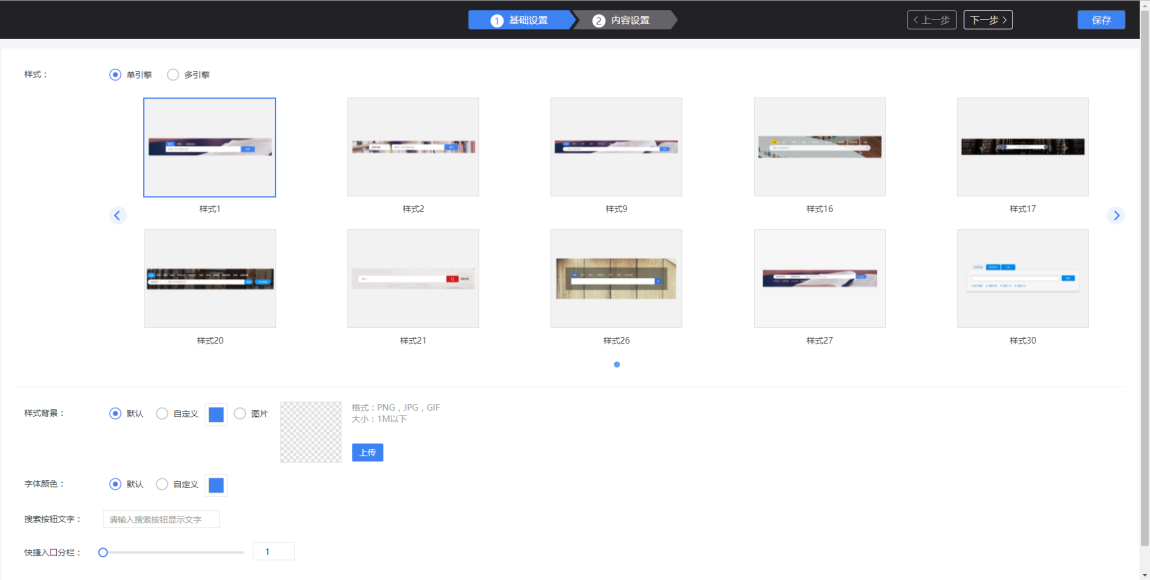 1 基础设置 2 内容设置 上一步 下一步 保存
样式： 单引擎 多引擎
样式1 样式2 样式9 样式16 样式17
样式20 样式21 样式26 样式27 样式30
样式背景： 默认 自定义 图片 格式：PNG，JPG，GIF
大小：1M以下
上传
字体颜色： 默认 自定义
搜索按钮文字： 请输入搜索按钮显示文字
快捷入口分栏： 1